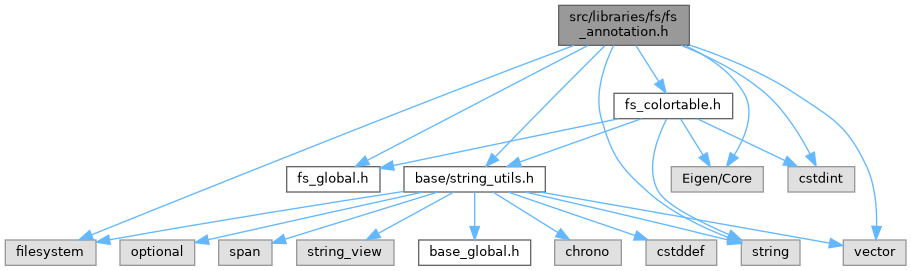 src/libraries/fs/fs
_annotation.h
fs_colortable.h
fs_global.h
base/string_utils.h
Eigen/Core
cstdint
filesystem
optional
span
string_view
base_global.h
chrono
cstddef
string
vector